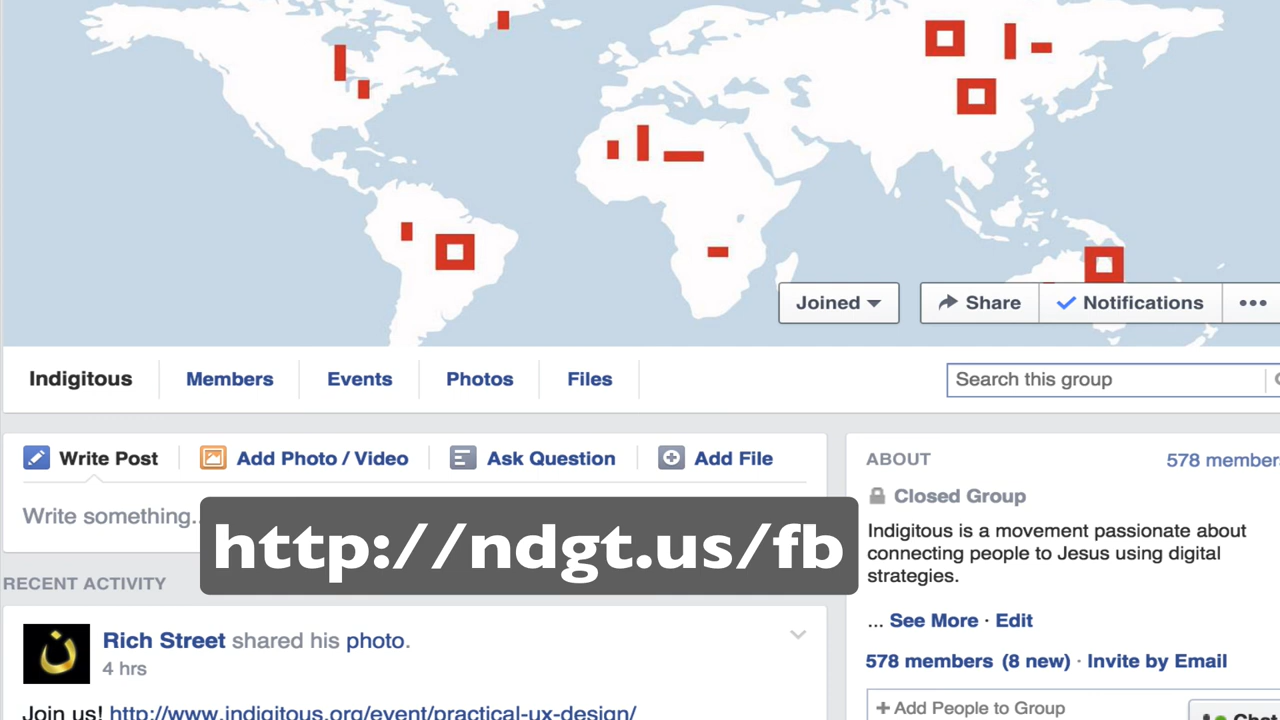 Joined
Share
Notifications
Indigitous
Members
Events
Photos
Files
Search this group
Write Post
Add Photo / Video
Ask Question
Add File
Write something..
http://ndgt.us/fb
RECENT ACTIVITY
Rich Street shared his photo.
4 hrs
Join us! http://www.indigitous.org/event/practical-ux-design/
ن
ABOUT
578 members
Closed Group
Indigitous is a movement passionate about
connecting people to Jesus using digital
strategies.
... See More · Edit
578 members (8 new) · Invite by Email
+ Add People to Group
Chat